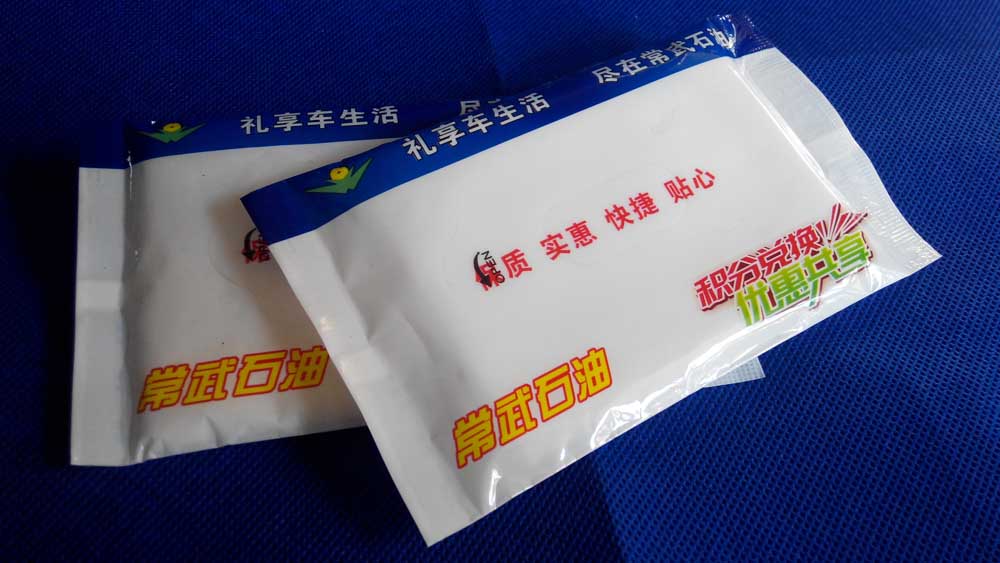 礼享车生活
礼享车生活 尽在常武石油
OPEN
保质 实惠 快捷 贴心
积分兑换
优惠共享
常武石油
常武石油